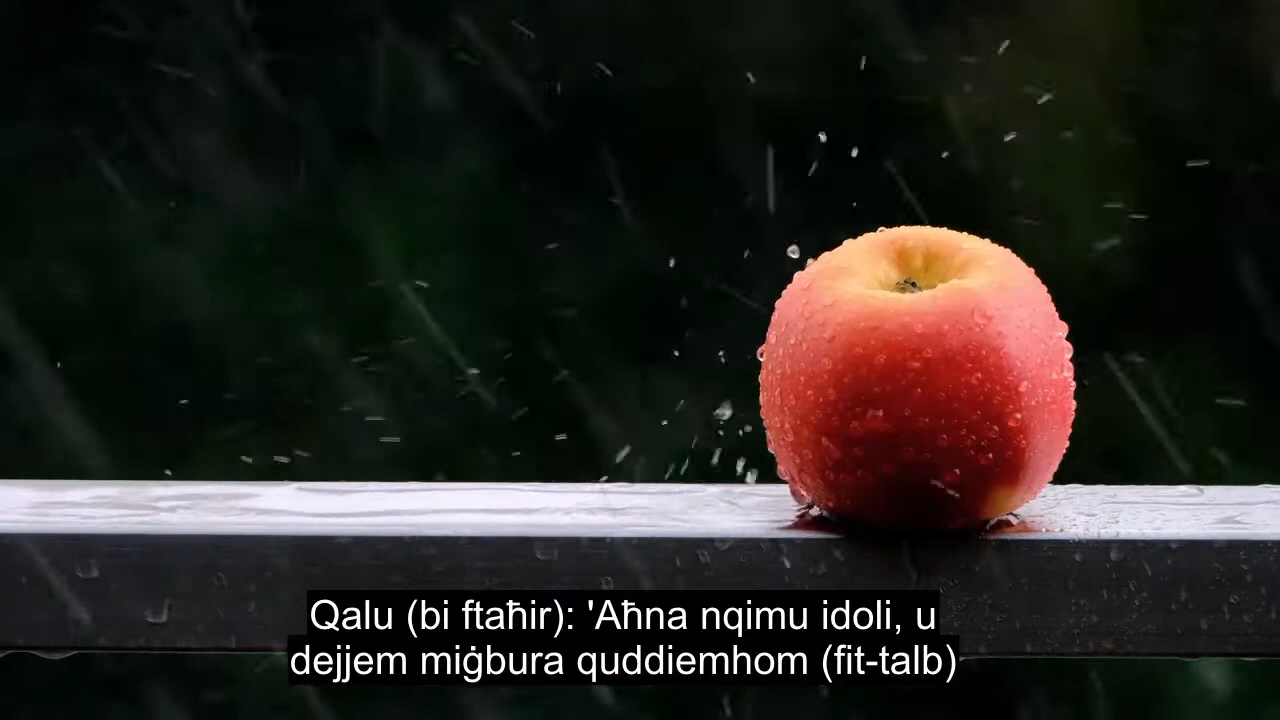 Qalu (bi ftaħir): 'Aħna nqimu idoli, u
dejjem miġbura quddiemhom (fit-talb)